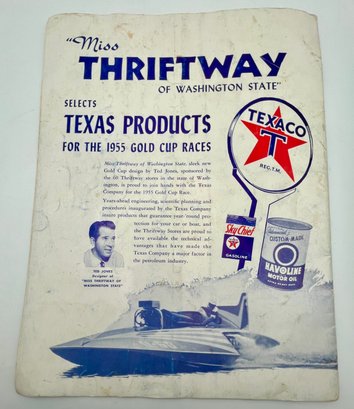 "Miss
THRIFTWAY
OF WASHINGTON STATE"
SELECTS
TEXAS PRODUCTS
FOR THE 1955 GOLD CUP RACES
Miss Thriftway of Washington State, sleek new
Gold Cup design by Ted Jones, sponsored by
the 68 Thriftway stores in the state of Wash-
ington, is proud to join hands with the Texas
Company for the 1955 Gold Cup Race.
Years-ahead engineering, scientific planning and
procedures inaugurated by the Texas Company
insure products that guarantee year 'round pro-
tection for your car or boat, and
the Thriftway Stores are proud to
have available the technical ad-
vantages that have made the
Texas Company a major factor in
the petroleum industry.
TED JONES
Designer of
"MISS THRIFTWAY OF
WASHINGTON STATE"
TEXACO
T
REG. T.M.
Sky Chief
GASOLINE
CUSTOM-MADE
HAVOLINE
MOTOR OIL